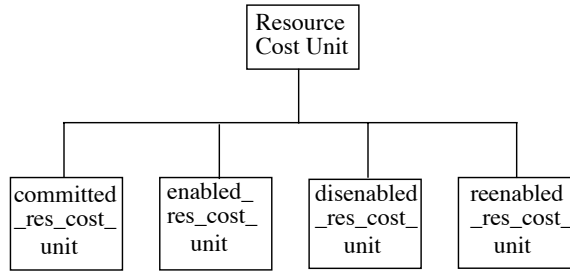 Resource
Cost Unit
committed
_res_cost_
unit
enabled_
res_cost_
unit
disenabled
_res_cost_
unit
reenabled
_res_cost_
unit